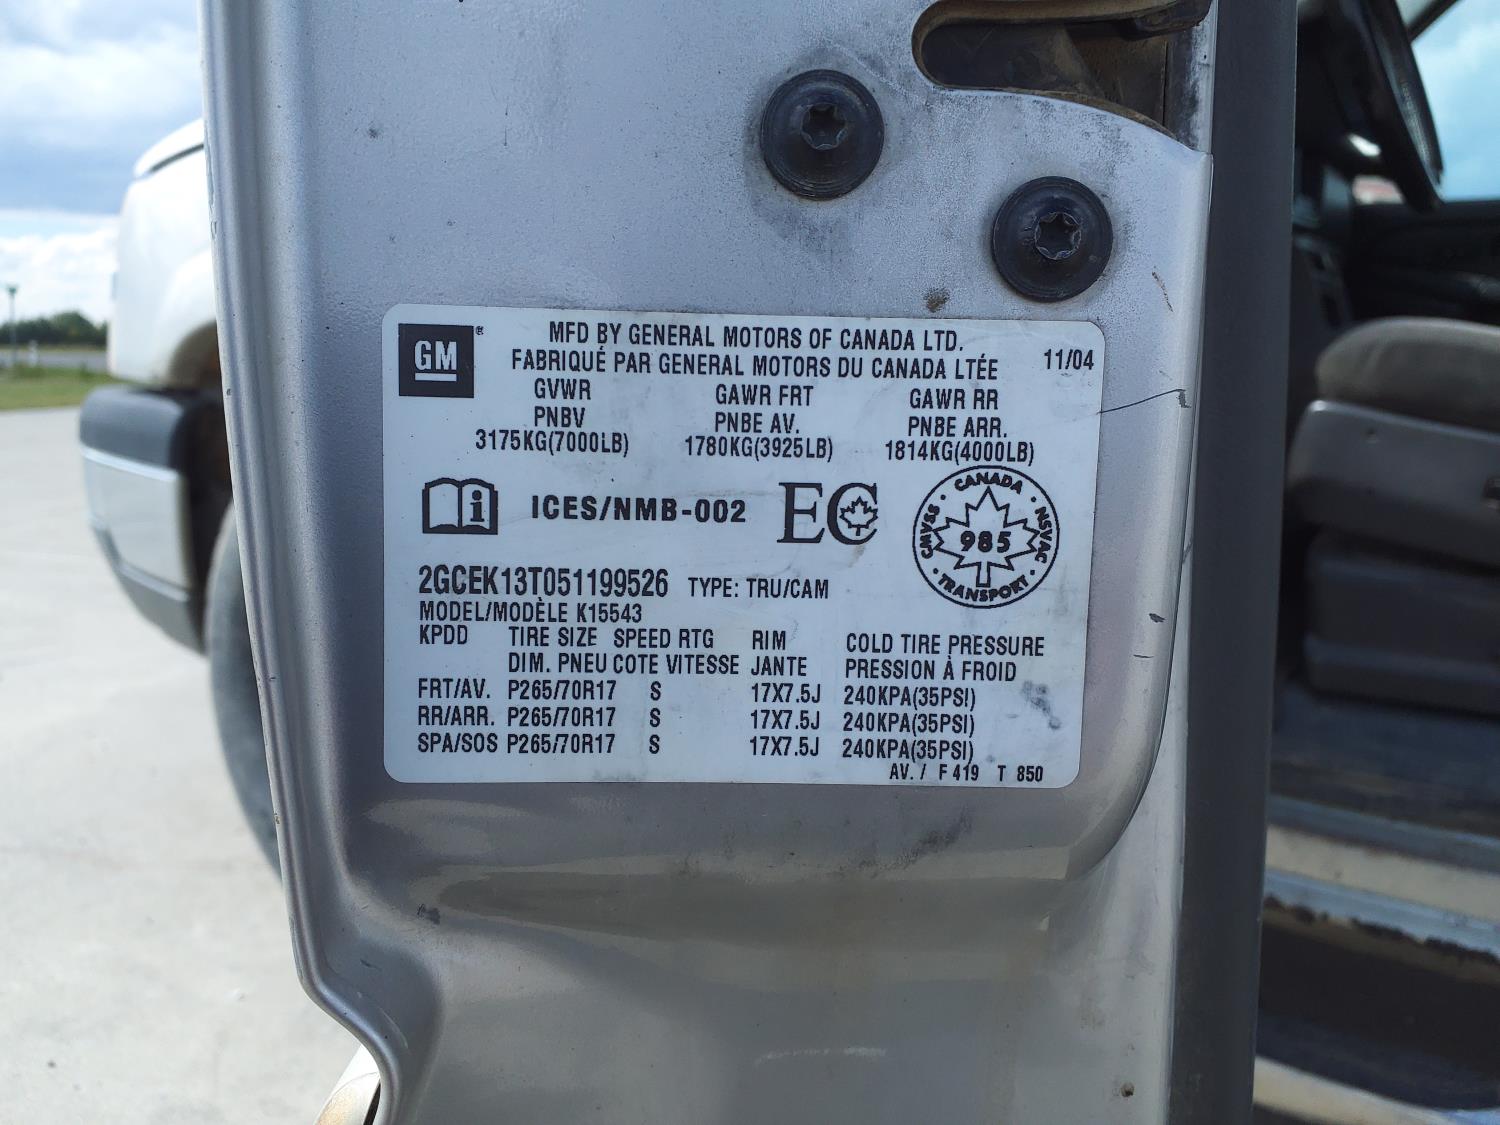 GM ®
MFD BY GENERAL MOTORS OF CANADA LTD.
FABRIQUÉ PAR GENERAL MOTORS DU CANADA LTÉE
11/04
GVWR GAWR FRT GAWR RR
PNBV PNBE AV. PNBE ARR.
3175KG(7000LB) 1780KG(3925LB) 1814KG(4000LB)
i ICES/NMB-002 EC
CANADA
CMVSS 985 NSVAC
TRANSPORT
2GCEK13T051199526 TYPE: TRU/CAM
MODEL/MODÈLE K15543
KPDD TIRE SIZE SPEED RTG RIM COLD TIRE PRESSURE
DIM. PNEU COTE VITESSE JANTE PRESSION À FROID
FRT/AV. P265/70R17 S 17X7.5J 240KPA(35PSI)
RR/ARR. P265/70R17 S 17X7.5J 240KPA(35PSI)
SPA/SOS P265/70R17 S 17X7.5J 240KPA(35PSI)
AV. / F 419 T 850